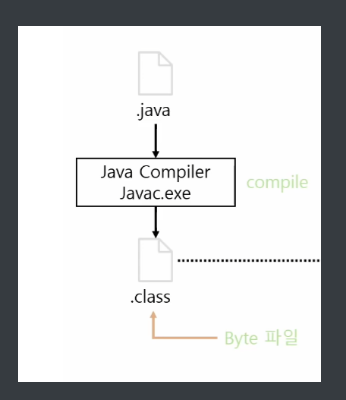 .java
Java Compiler
Javac.exe
compile
.class
Byte 파일